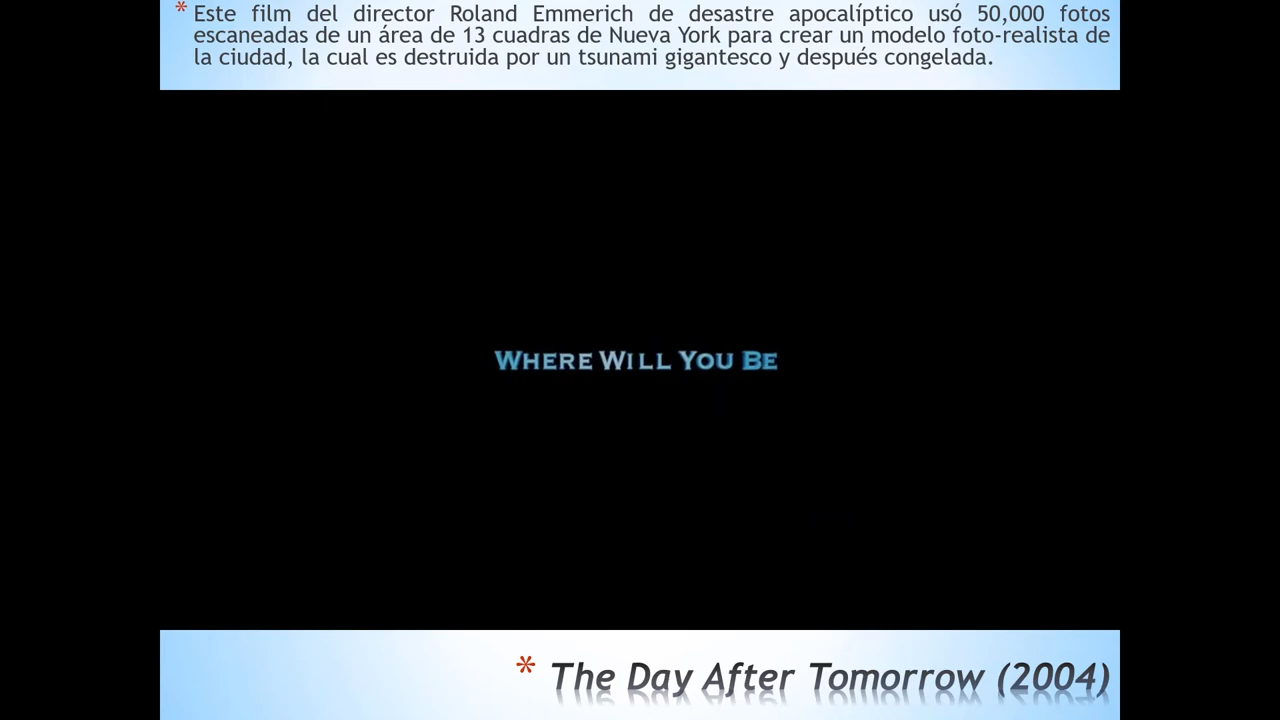 * Este film del director Roland Emmerich de desastre apocalíptico usó 50,000 fotos
escaneadas de un área de 13 cuadras de Nueva York para crear un modelo foto-realista de
la ciudad, la cual es destruida por un tsunami gigantesco y después congelada.
WHERE WILL YOU BE
* The Day After Tomorrow (2004)